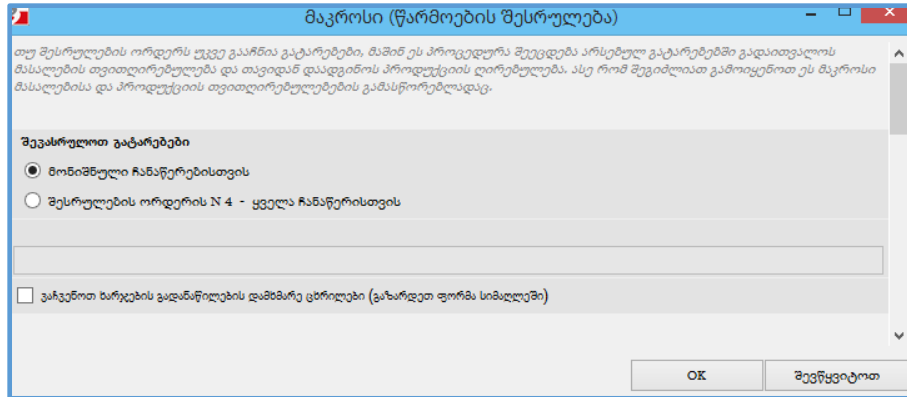 მაკროსი (წარმოების შესრულება)
თუ შესრულების ორდერს უკვე გააჩნია გატარებები, მაშინ ეს პროცედურა შეეცდება არსებულ გატარებებში გადაითვალოს
მასალების თვითღირებულება და თავიდან დაადგინოს პროდუქციის ღირებულება. ასე რომ შეგიძლიათ გამოიყენოთ ეს მაკროსი
მასალებისა და პროდუქციის თვითღირებულებების გამასწორებლადაც.
შევასრულოთ გატარებები
მონიშნული ჩანაწერებისთვის
შესრულების ორდერის N 4 - ყველა ჩანაწერისთვის
ვაჩვენოთ ხარჯების გადანაწილების დამხმარე ცხრილები (გაზარდეთ ფორმა სიმაღლეში)
OK
შევწყვიტოთ